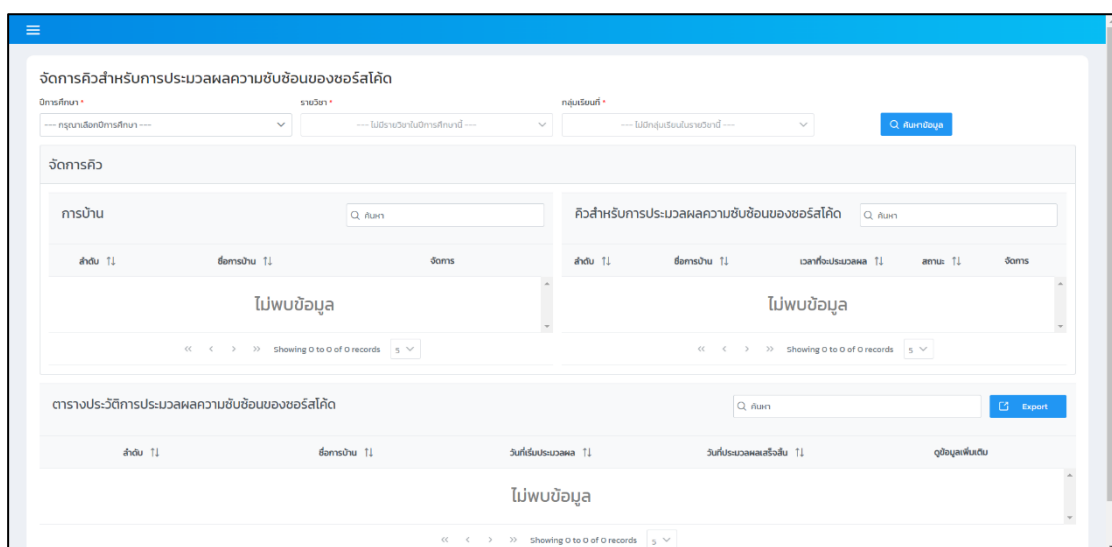 จัดการคิวสำหรับการประมวลผลความซับซ้อนของซอร์สโค้ด
ปีการศึกษา * รายวิชา * กลุ่มเรียนที่ *
--- กรุณาเลือกปีการศึกษา --- --- ไม่มีรายวิชาในปีการศึกษานี้ --- --- ไม่มีกลุ่มเรียนในรายวิชานี้ --- ค้นหาข้อมูล
จัดการคิว
การบ้าน ค้นหา คิวสำหรับการประมวลผลความซับซ้อนของซอร์สโค้ด ค้นหา
ลำดับ ชื่อการบ้าน จัดการ ลำดับ ชื่อการบ้าน เวลาที่จะประมวลผล สถานะ จัดการ
ไม่พบข้อมูล ไม่พบข้อมูล
Showing 0 to 0 of 0 records 5 Showing 0 to 0 of 0 records 5
ตารางประวัติการประมวลผลความซับซ้อนของซอร์สโค้ด ค้นหา Export
ลำดับ ชื่อการบ้าน วันที่เริ่มประมวลผล วันที่ประมวลผลเสร็จสิ้น ดูข้อมูลเพิ่มเติม
ไม่พบข้อมูล
Showing 0 to 0 of 0 records 5